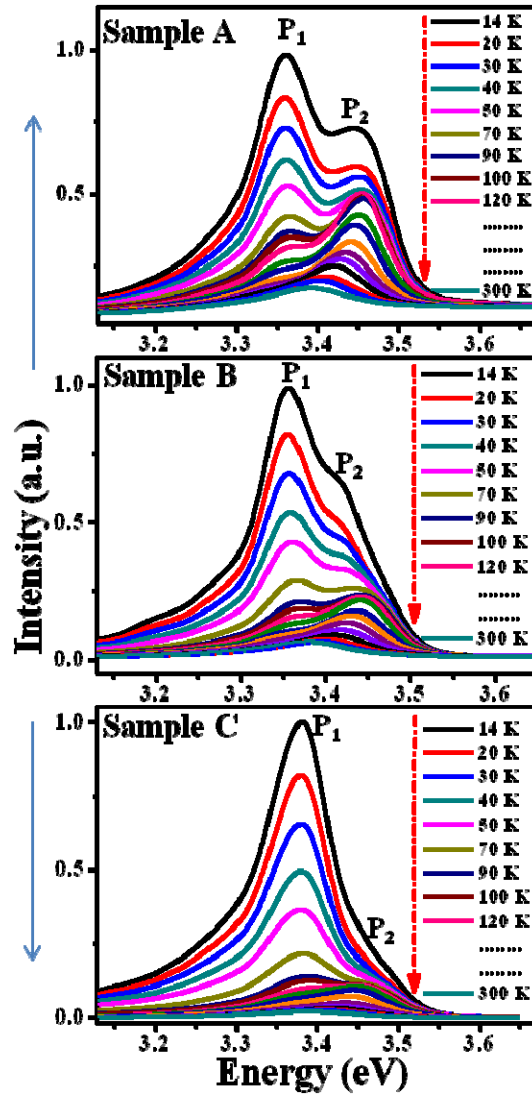 Sample A
P1
P2
14 K
20 K
30 K
40 K
50 K
70 K
90 K
100 K
120 K
........
........
........
300 K
1.0
0.5
3.2 3.3 3.4 3.5 3.6
Sample B
P1
P2
14 K
20 K
30 K
40 K
50 K
70 K
90 K
100 K
120 K
........
........
300 K
1.0
0.5
0.0
3.2 3.3 3.4 3.5 3.6
Sample C
P1
P2
14 K
20 K
30 K
40 K
50 K
70 K
90 K
100 K
120 K
........
........
300 K
1.0
0.5
0.0
3.2 3.3 3.4 3.5 3.6
Intensity (a.u.)
Energy (eV)